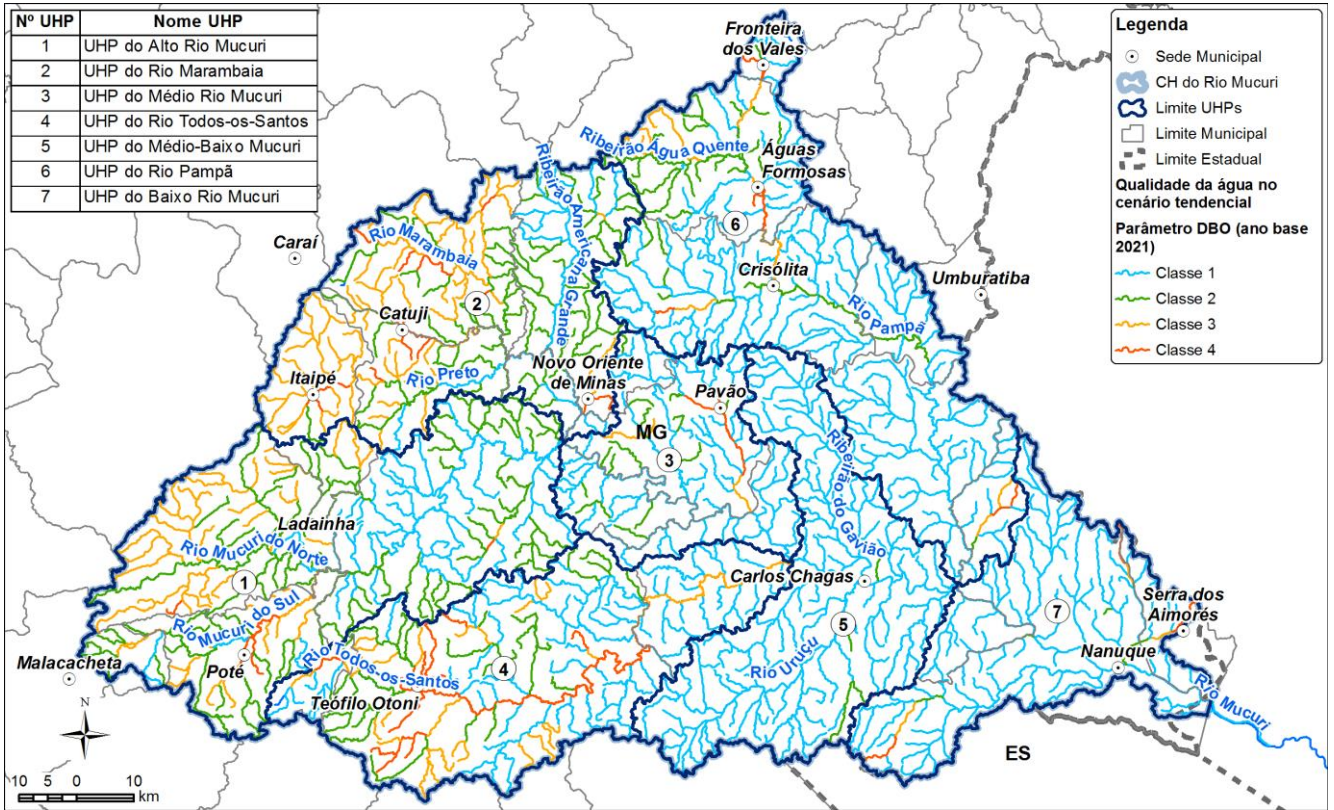 Nº UHP Nome UHP
1 UHP do Alto Rio Mucuri
2 UHP do Rio Marambaia
3 UHP do Médio Rio Mucuri
4 UHP do Rio Todos-os-Santos
5 UHP do Médio-Baixo Mucuri
6 UHP do Rio Pampã
7 UHP do Baixo Rio Mucuri
Legenda
Sede Municipal
CH do Rio Mucuri
Limite UHPs
Limite Municipal
Limite Estadual
Qualidade da água no
cenário tendencial
Parâmetro DBO (ano base
2021)
Classe 1
Classe 2
Classe 3
Classe 4
Fronteira
dos Vales
Ribeirão Água Quente
Águas
Formosas
Ribeirão Americana Grande
6
Caraí
Rio Marambaia
Crisólita
Umburatiba
2
Catuji
Rio Pampã
Rio Preto
Novo Oriente
de Minas
Itaipé
Pavão
MG
3
Ribeirão do Gavião
Ladainha
Rio Mucuri do Norte
1
Carlos Chagas
7
Serra dos
Aimorés
Rio Mucuri do Sul
5
Malacacheta
Poté
Rio Todos-os-Santos
4
Rio Uruçu
Nanuque
Teófilo Otoni
Rio Mucuri
N
ES
10 5 0 10
km